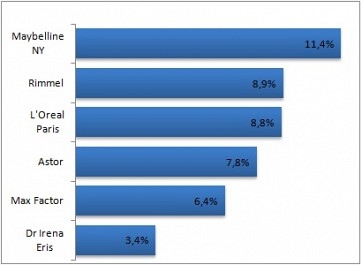 Maybelline
NY
11,4%
Rimmel
8,9%
L'Oreal
Paris
8,8%
Astor
7,8%
Max Factor
6,4%
Dr Irena
Eris
3,4%